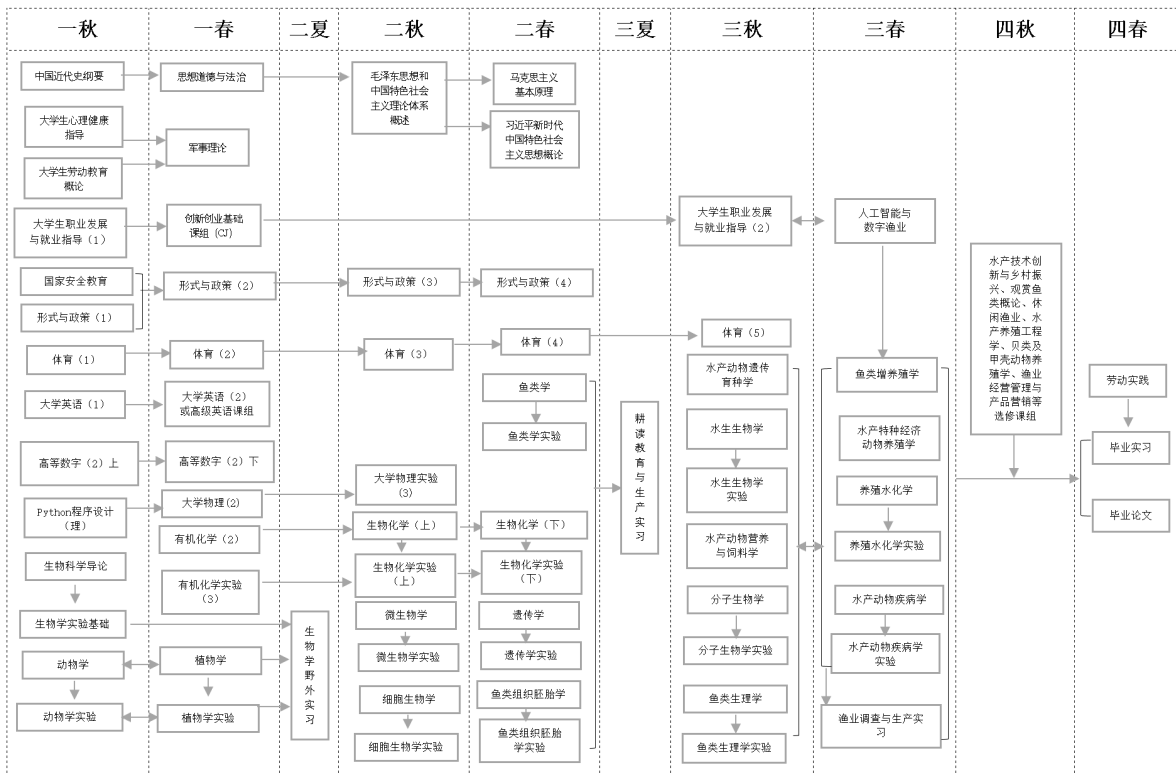 一秋
一春
二夏
二秋
二春
三夏
三秋
三春
四秋
四春
中国近代史纲要
大学生心理健康
指导
大学生劳动教育
概论
大学生职业发展
与就业指导（1）
国家安全教育
形式与政策（1）
体育（1）
大学英语（1）
高等数字（2）上
Python程序设计
（理）
生物科学导论
生物学实验基础
动物学
动物学实验
思想道德与法治
军事理论
创新创业基础
课组(CJ)
形式与政策（2）
体育（2）
大学英语（2）
或高级英语课组
高等数字（2）下
大学物理(2)
有机化学（2）
有机化学实验
（3）
植物学
植物学实验
生
物
学
野
外
实
习
毛泽东思想和
中国特色社会
主义理论体系
概述
形式与政策（3）
体育（3）
大学物理实验
(3)
生物化学（上）
生物化学实验
（上）
微生物学
微生物学实验
细胞生物学
细胞生物学实验
马克思主义
基本原理
习近平新时代
中国特色社会
主义思想概论
形式与政策（4）
体育（4）
鱼类学
鱼类学实验
生物化学（下）
生物化学实验
（下）
遗传学
遗传学实验
鱼类组织胚胎学
鱼类组织胚胎
学实验
耕
读
教
育
与
生
产
实
习
大学生职业发展
与就业指导（2）
体育（5）
水产动物遗传
育种学
水生生物学
水生生物学
实验
水产动物营养
与饲料学
分子生物学
分子生物学实验
鱼类生理学
鱼类生理学实验
人工智能与
数字渔业
鱼类增养殖学
水产特种经济
动物养殖学
养殖水化学
养殖水化学实验
水产动物疾病学
水产动物疾病学
实验
渔业调查与生产实
习
水产技术创
新与乡村振
兴、观赏鱼
类概论、休
闲渔业、水
产养殖工程
学、贝类及
甲壳动物养
殖学、渔业
经营管理与
产品营销等
选修课组
劳动实践
毕业实习
毕业论文